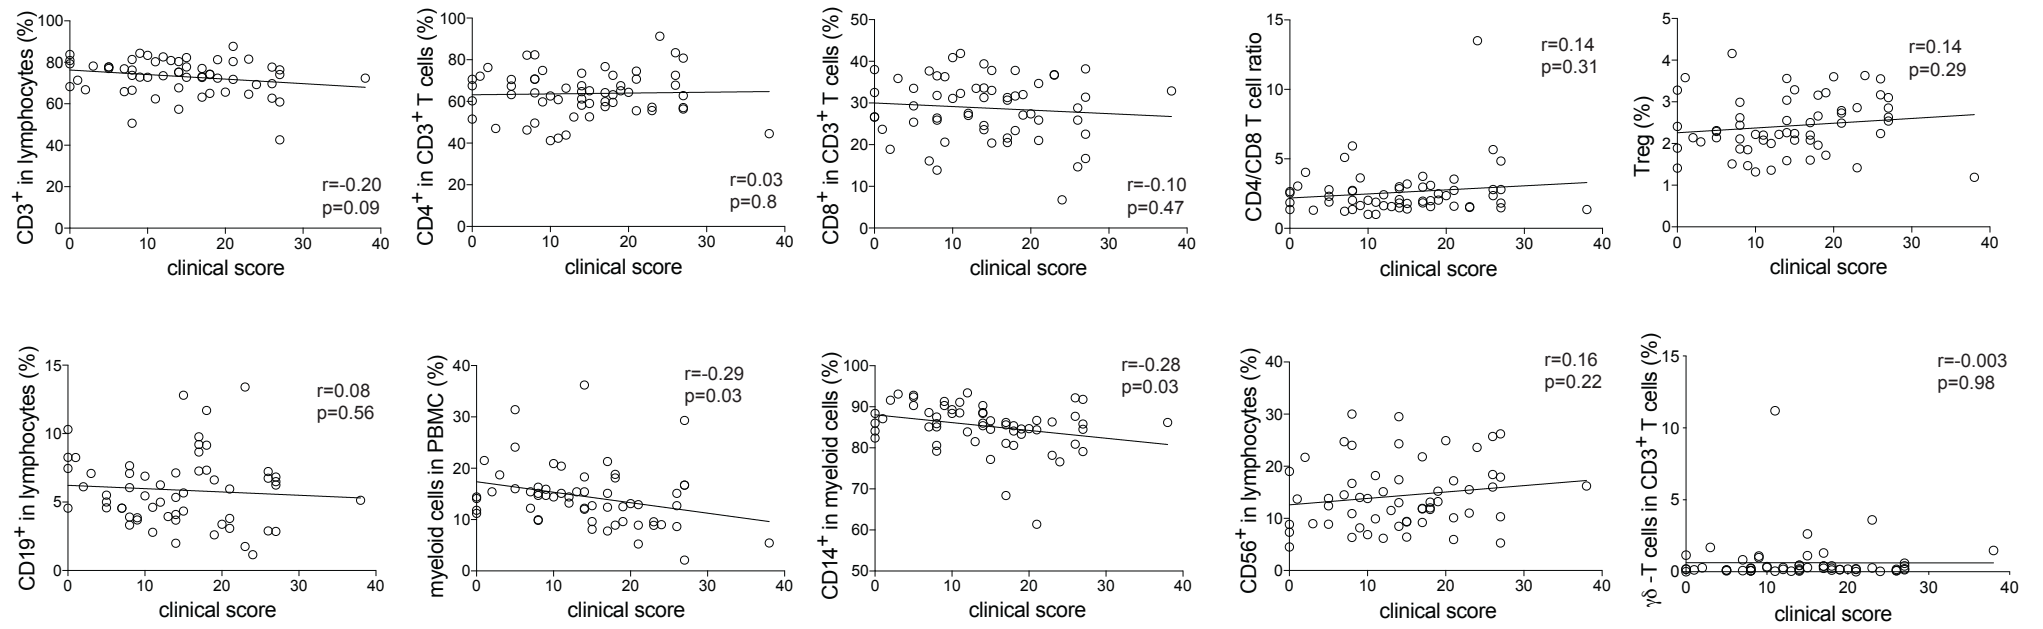 CD3+ in lymphocytes (%)
100
80
60
40
20
0
r=-0.20
p=0.09
0 10 20 30 40
clinical score
CD4+ in CD3+ T cells (%)
100
80
60
40
20
0
r=0.03
p=0.8
0 10 20 30 40
clinical score
CD8+ in CD3+ T cells (%)
50
40
30
20
10
0
r=-0.10
p=0.47
0 10 20 30 40
clinical score
CD4/CD8 T cell ratio
15
10
5
0
r=0.14
p=0.31
0 10 20 30 40
clinical score
Treg (%)
5
4
3
2
1
0
r=0.14
p=0.29
0 10 20 30 40
clinical score
CD19+ in lymphocytes (%)
15
10
5
0
r=0.08
p=0.56
0 10 20 30 40
clinical score
myeloid cells in PBMC (%)
40
30
20
10
0
r=-0.29
p=0.03
0 10 20 30 40
clinical score
CD14+ in myeloid cells (%)
100
90
80
70
60
50
r=-0.28
p=0.03
0 10 20 30 40
clinical score
CD56+ in lymphocytes (%)
40
30
20
10
0
r=0.16
p=0.22
0 10 20 30 40
clinical score
γδ -T cells in CD3+ T cells (%)
15
10
5
0
r=-0.003
p=0.98
0 10 20 30 40
clinical score